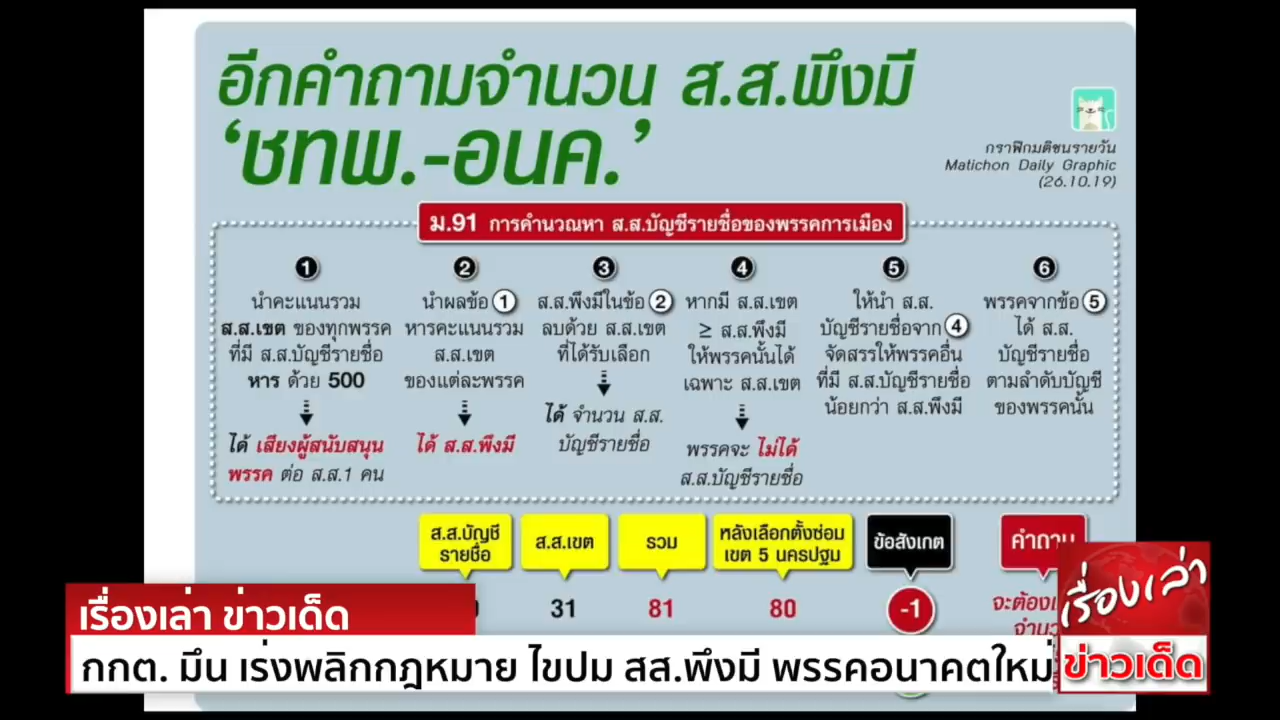 อีกคำถามจำนวน ส.ส.พึงมี
‘ชทพ.-อนค.’
กราฟิกมติชนรายวัน
Matichon Daily Graphic
(26.10.19)
ม.91 การคำนวณหา ส.ส.บัญชีรายชื่อของพรรคการเมือง
1
นำคะแนนรวม
ส.ส.เขต ของทุกพรรค
ที่มี ส.ส.บัญชีรายชื่อ
หาร ด้วย 500
ได้ เสียงผู้สนับสนุน
พรรค ต่อ ส.ส.1 คน
2
นำผลข้อ 1
หารคะแนนรวม
ส.ส.เขต
ของแต่ละพรรค
ได้ ส.ส.พึงมี
3
ส.ส.พึงมีในข้อ 2
ลบด้วย ส.ส.เขต
ที่ได้รับเลือก
ได้ จำนวน ส.ส.
บัญชีรายชื่อ
4
หากมี ส.ส.เขต
≥ ส.ส.พึงมี
ให้พรรคนั้นได้
เฉพาะ ส.ส.เขต
พรรคจะ ไม่ได้
ส.ส.บัญชีรายชื่อ
5
ให้นำ ส.ส.
บัญชีรายชื่อจาก 4
จัดสรรให้พรรคอื่น
ที่มี ส.ส.บัญชีรายชื่อ
น้อยกว่า ส.ส.พึงมี
6
พรรคจากข้อ 5
ได้ ส.ส.
บัญชีรายชื่อ
ตามลำดับบัญชี
ของพรรคนั้น
ส.ส.บัญชี
รายชื่อ
ส.ส.เขต
รวม
หลังเลือกตั้งซ่อม
เขต 5 นครปฐม
ข้อสังเกต
คำถาม
31
81
80
-1
จะต้อง
จำนว
เรื่องเล่า ข่าวเด็ด
กกต. มึน เร่งพลิกกฎหมาย ไขปม สส.พึงมี พรรคอนาคตใหม่
เรื่องเล่า
ข่าวเด็ด